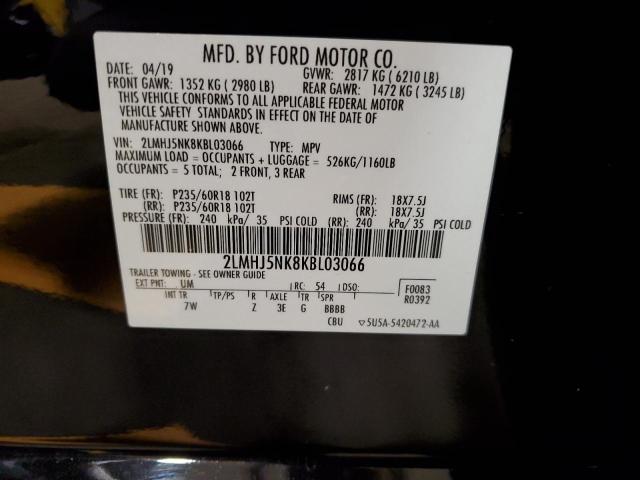 MFD. BY FORD MOTOR CO.
DATE: 04/19 GVWR: 2817 KG ( 6210 LB)
FRONT GAWR: 1352 KG ( 2980 LB) REAR GAWR: 1472 KG ( 3245 LB)
THIS VEHICLE CONFORMS TO ALL APPLICABLE FEDERAL MOTOR
VEHICLE SAFETY STANDARDS IN EFFECT ON THE DATE OF
MANUFACTURE SHOWN ABOVE.
VIN: 2LMHJ5NK8KBL03066 TYPE: MPV
MAXIMUM LOAD = OCCUPANTS + LUGGAGE = 526KG/1160LB
OCCUPANTS = 5 TOTAL; 2 FRONT, 3 REAR
TIRE (FR): P235/60R18 102T RIMS (FR): 18X7.5J
(RR): P235/60R18 102T (RR): 18X7.5J
PRESSURE (FR): 240 kPa/ 35 PSI COLD (RR): 240 kPa/ 35 PSI COLD
2LMHJ5NK8KBL03066
TRAILER TOWING - SEE OWNER GUIDE
EXT PNT: UM RC: 54 DSO: F0083
INT TR TP/PS R AXLE TR SPR R0392
7W Z 3E G BBBB
CBU ▽5U5A-5420472-AA